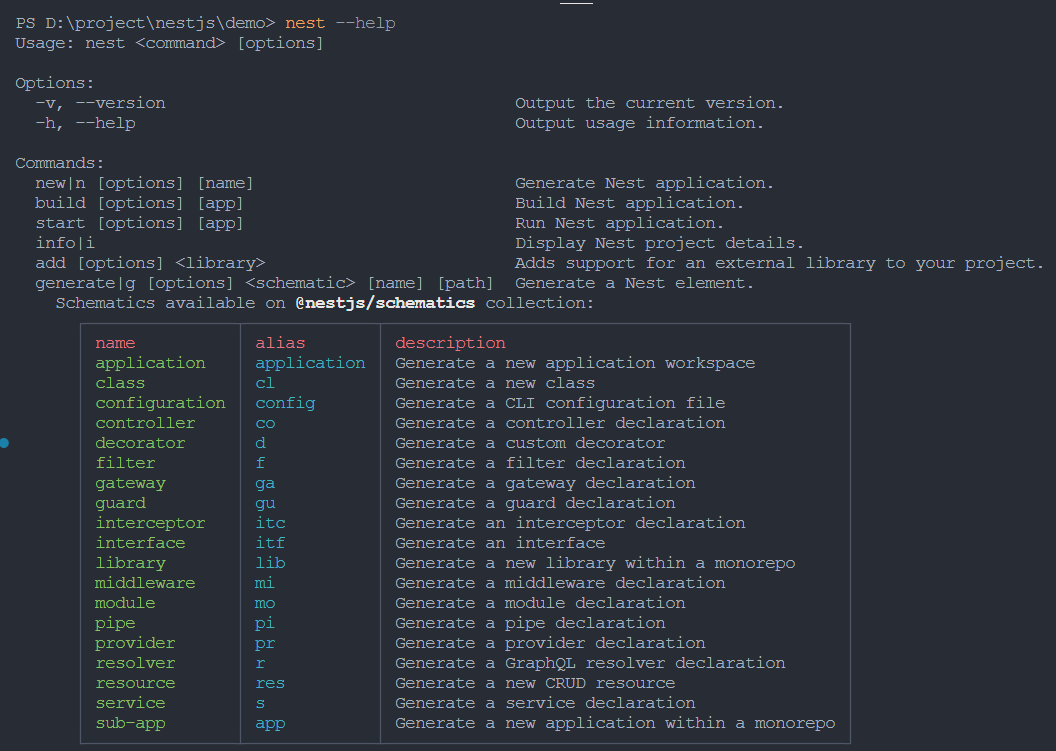 PS D:\project\nestjs\demo> nest --help
Usage: nest <command> [options]
Options:
-v, --version Output the current version.
-h, --help Output usage information.
Commands:
new|n [options] [name] Generate Nest application.
build [options] [app] Build Nest application.
start [options] [app] Run Nest application.
info|i Display Nest project details.
add [options] <library> Adds support for an external library to your project.
generate|g [options] <schematic> [name] [path] Generate a Nest element.
Schematics available on @nestjs/schematics collection:
name alias description
application application Generate a new application workspace
class cl Generate a new class
configuration config Generate a CLI configuration file
controller co Generate a controller declaration
decorator d Generate a custom decorator
filter f Generate a filter declaration
gateway ga Generate a gateway declaration
guard gu Generate a guard declaration
interceptor itc Generate an interceptor declaration
interface itf Generate an interface
library lib Generate a new library within a monorepo
middleware mi Generate a middleware declaration
module mo Generate a module declaration
pipe pi Generate a pipe declaration
provider pr Generate a provider declaration
resolver r Generate a GraphQL resolver declaration
resource res Generate a new CRUD resource
service s Generate a service declaration
sub-app app Generate a new application within a monorepo